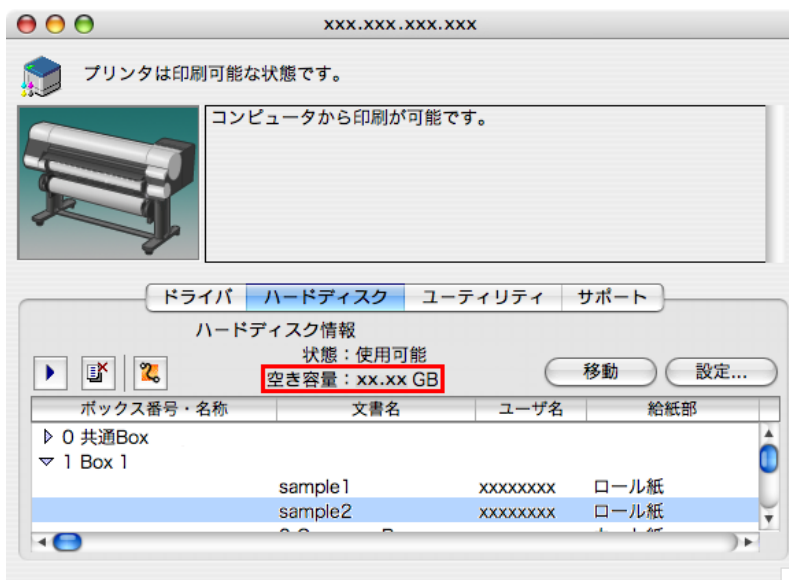 xxx.xxx.xxx.xxx
プリンタは印刷可能な状態です。
コンピュータから印刷が可能です。
ドライバ ハードディスク ユーティリティ サポート
ハードディスク情報
状態：使用可能
空き容量：xx.xx GB
移動 設定...
ボックス番号・名称 文書名 ユーザ名 給紙部
0 共通Box
1 Box 1
sample1 xxxxxxxx ロール紙
sample2 xxxxxxxx ロール紙